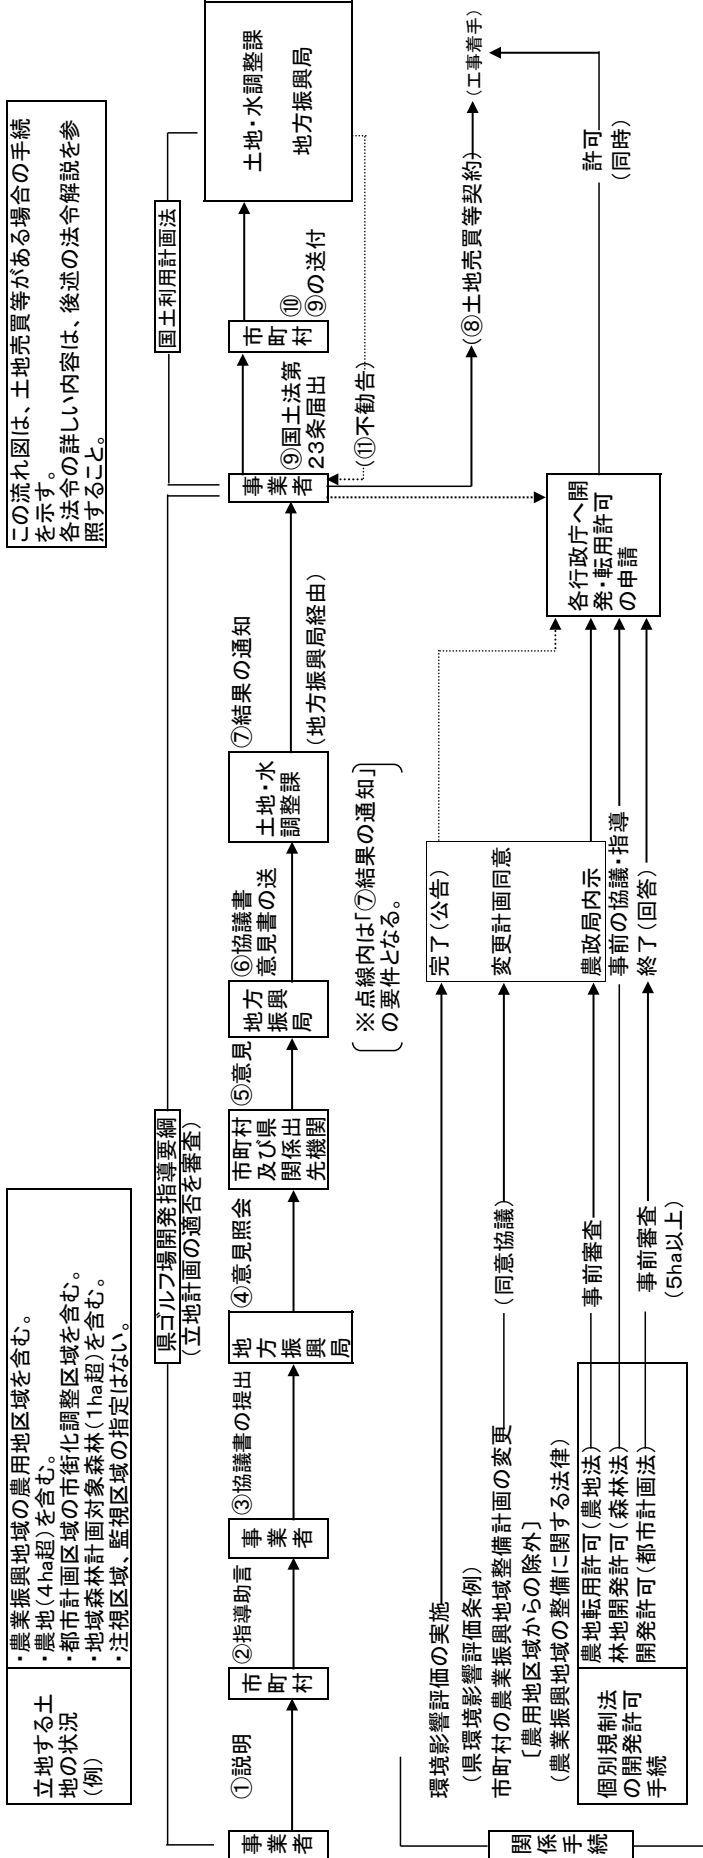 立地する土
地の状況
(例)
・農業振興地域の農用地区域を含む。
・農地(4ha超)を含む。
・都市計画区域の市街化調整区域を含む。
・地域森林計画対象森林(1ha超)を含む。
・注視区域、監視区域の指定はない。
この流れ図は、土地売買等がある場合の手続
を示す。
各法令の詳しい内容は、後述の法令解説を参
照すること。
県ゴルフ場開発指導要綱
(立地計画の適否を審査)
国土利用計画法
事業者
①説明
市町村
②指導助言
事業者
③協議書の提出
地方振興局
④意見照会
市町村
及び県
関係出
先機関
⑤意見
地方
振興
局
⑥協議書
意見書の送
土地・水
調整課
⑦結果の通知
(地方振興局経由)
事業者
⑨国土法第
23条届出
市町村
⑩
⑨の送付
土地・水調整課
地方振興局
(⑪不勧告)
(⑧土地売買等契約)
(工事着手)
※点線内は「⑦結果の通知」
の要件となる。
関係手続
環境影響評価の実施
(県環境影響評価条例)
完了(公告)
市町村の農業振興地域整備計画の変更
〔農用地区域からの除外〕
(農業振興地域の整備に関する法律)
(同意協議)
変更計画同意
個別規制法
の開発許可
手続
農地転用許可(農地法)
林地開発許可(森林法)
開発許可(都市計画法)
事前審査
農政局内示
事前の協議・指導
事前審査
(5ha以上)
終了(回答)
各行政庁へ開
発・転用許可
の申請
許可
(同時)